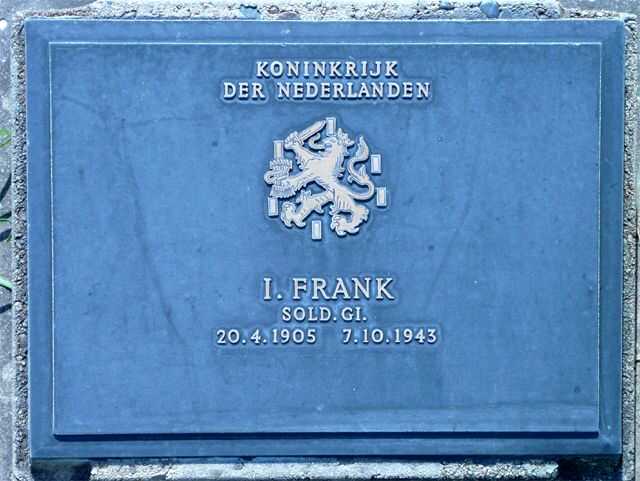 KONINKRIJK
DER NEDERLANDEN
I. FRANK
SOLD. GI.
20.4.1905 7.10.1943